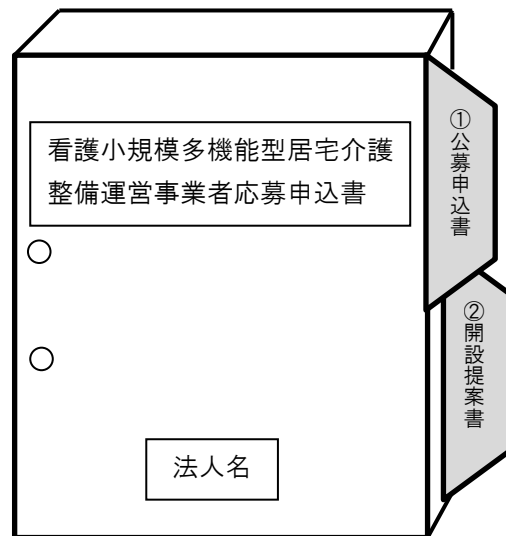 看護小規模多機能型居宅介護
整備運営事業者応募申込書
①公募申込書
②開設提案書
法人名